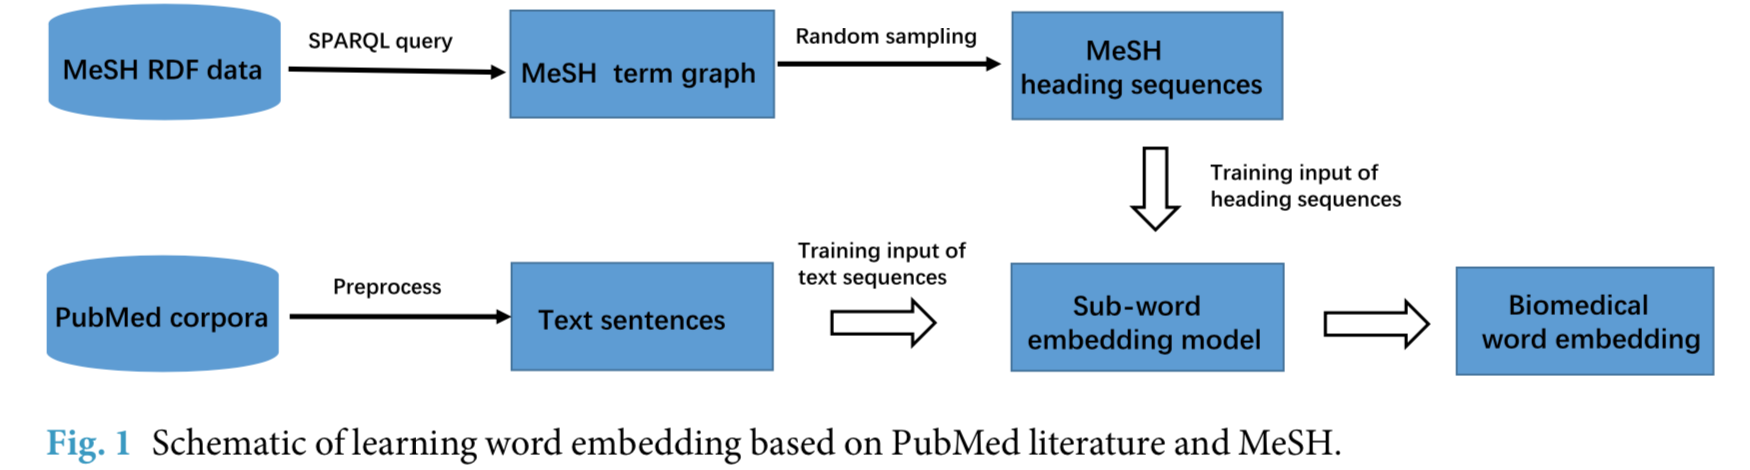 MeSH RDF data
SPARQL query
MeSH term graph
Random sampling
MeSH
heading sequences
Training input of
heading sequences
PubMed corpora
Preprocess
Text sentences
Training input of
text sequences
Sub-word
embedding model
Biomedical
word embedding
Fig. 1 Schematic of learning word embedding based on PubMed literature and MeSH.